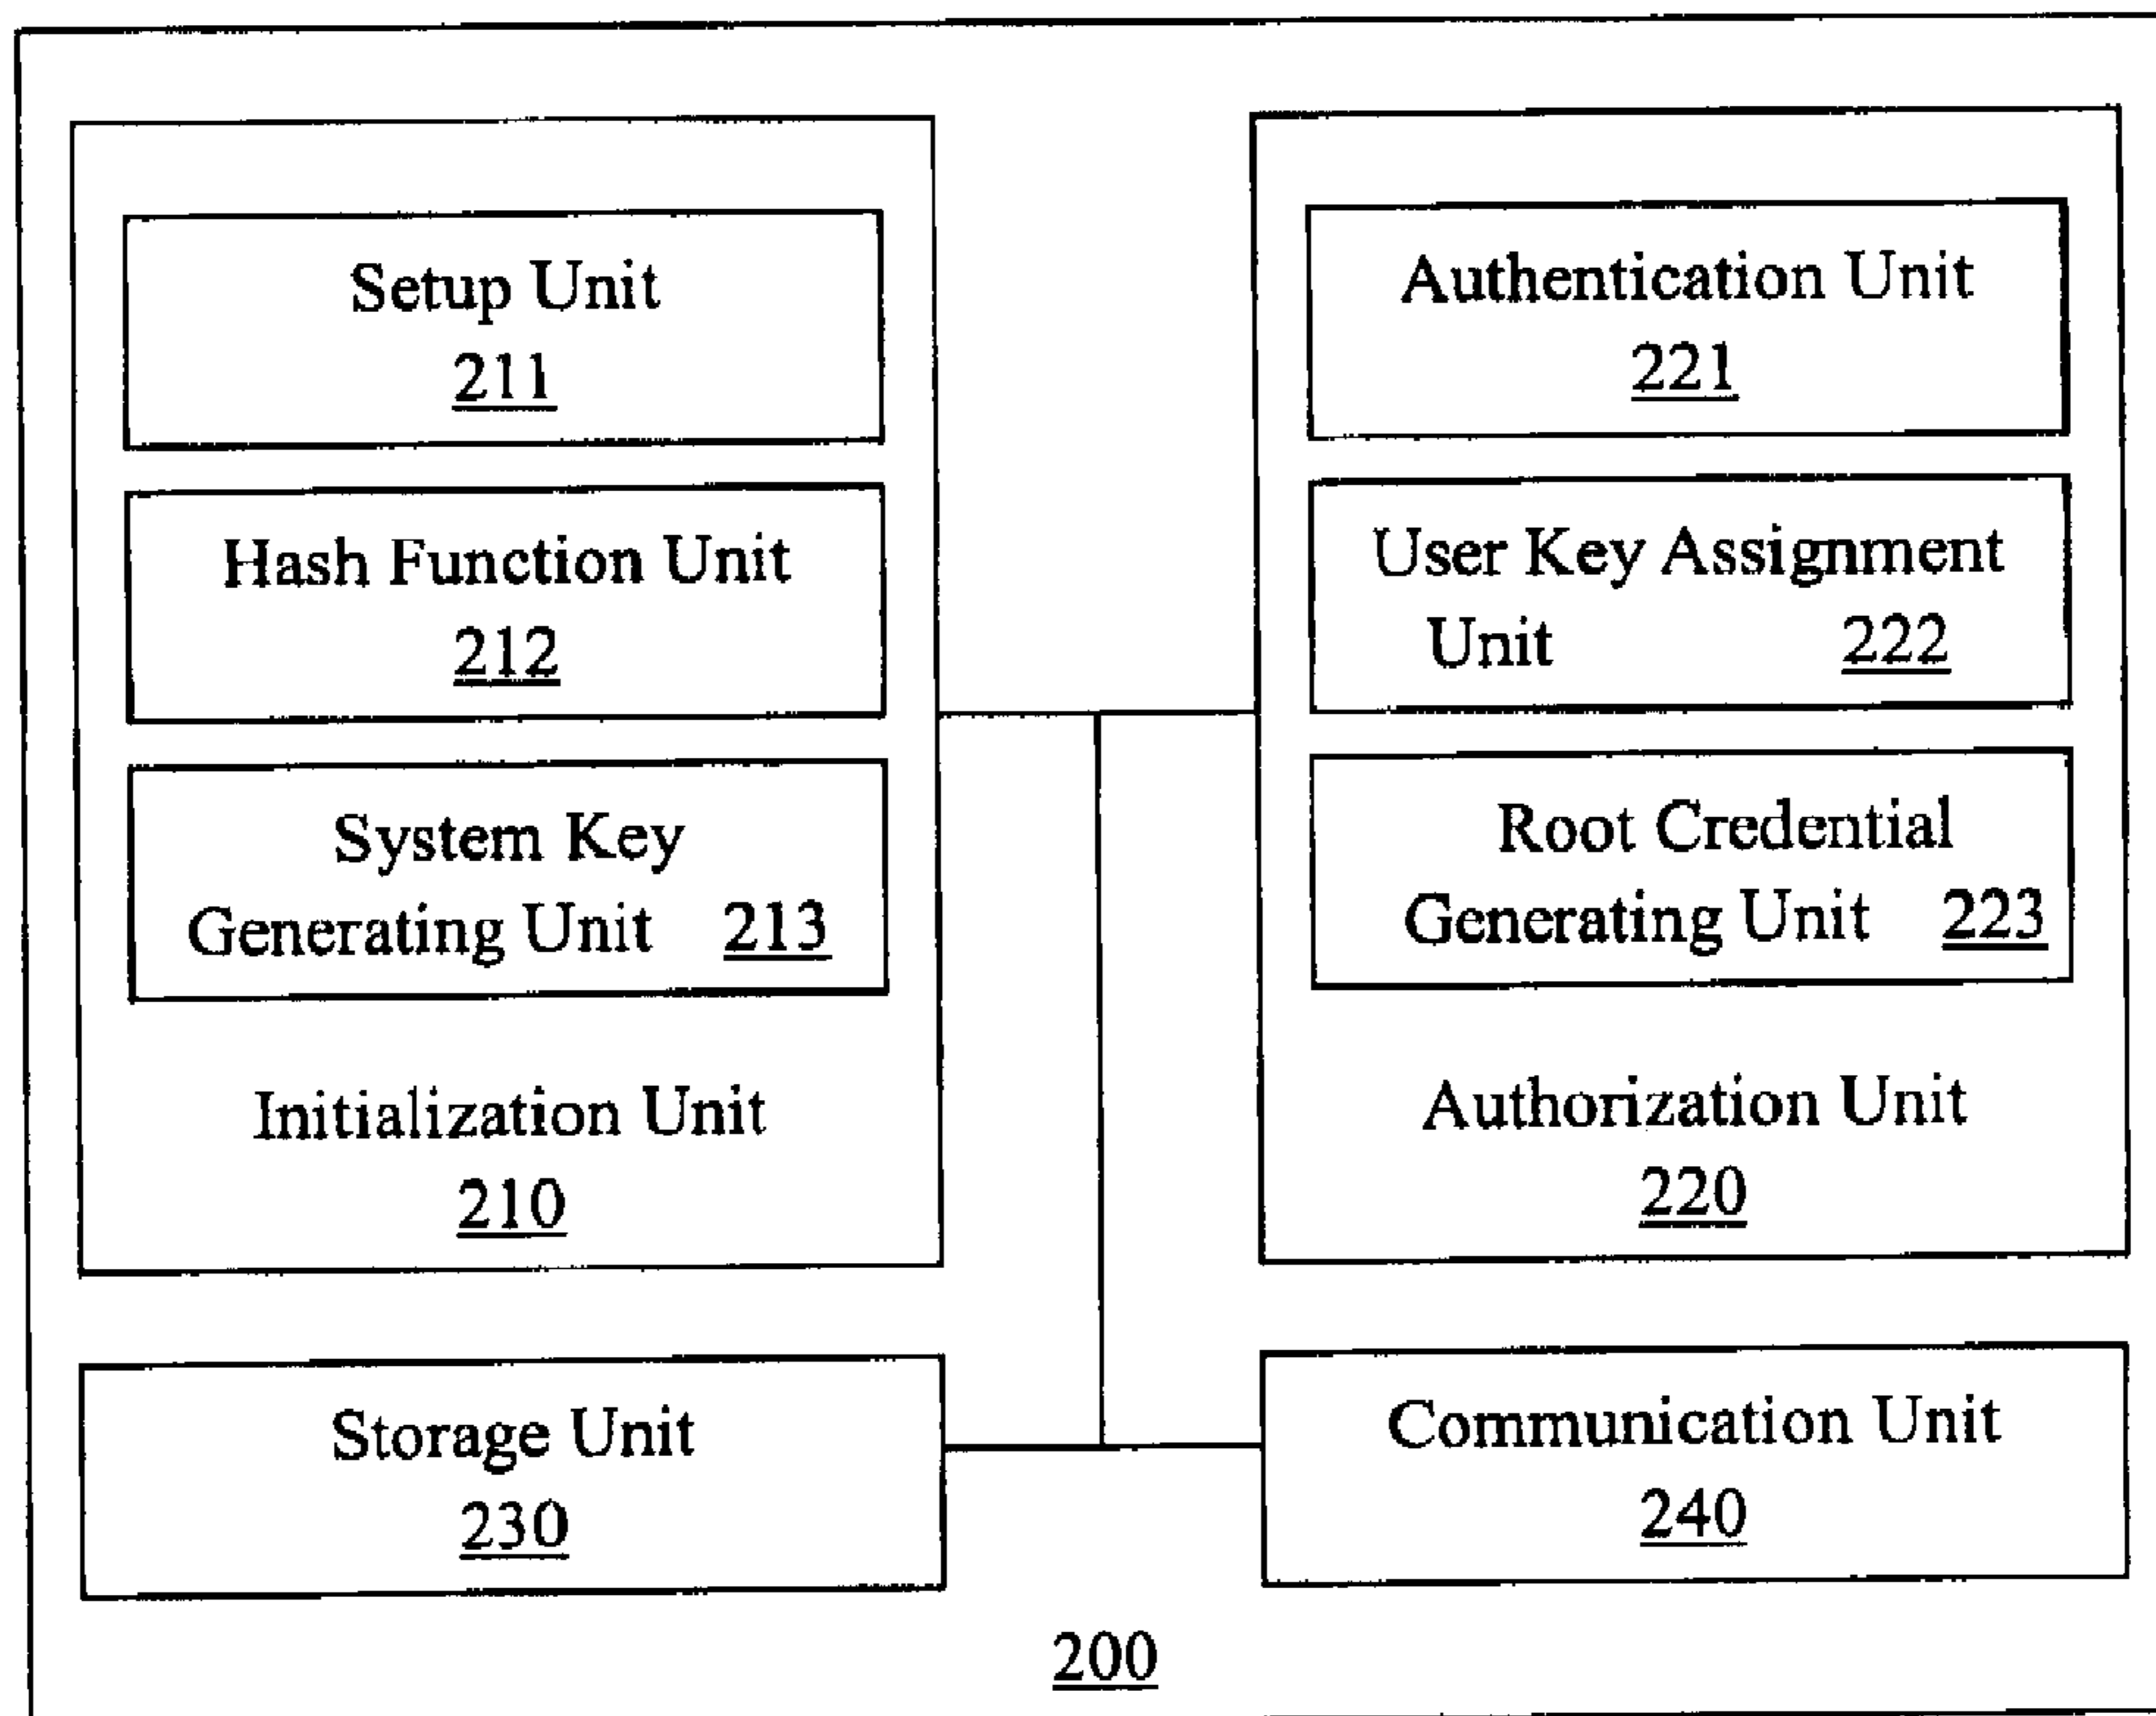 Setup Unit
211
Hash Function Unit
212
System Key
Generating Unit 213
Initialization Unit
210
Authentication Unit
221
User Key Assignment
Unit 222
Root Credential
Generating Unit 223
Authorization Unit
220
Storage Unit
230
Communication Unit
240
200